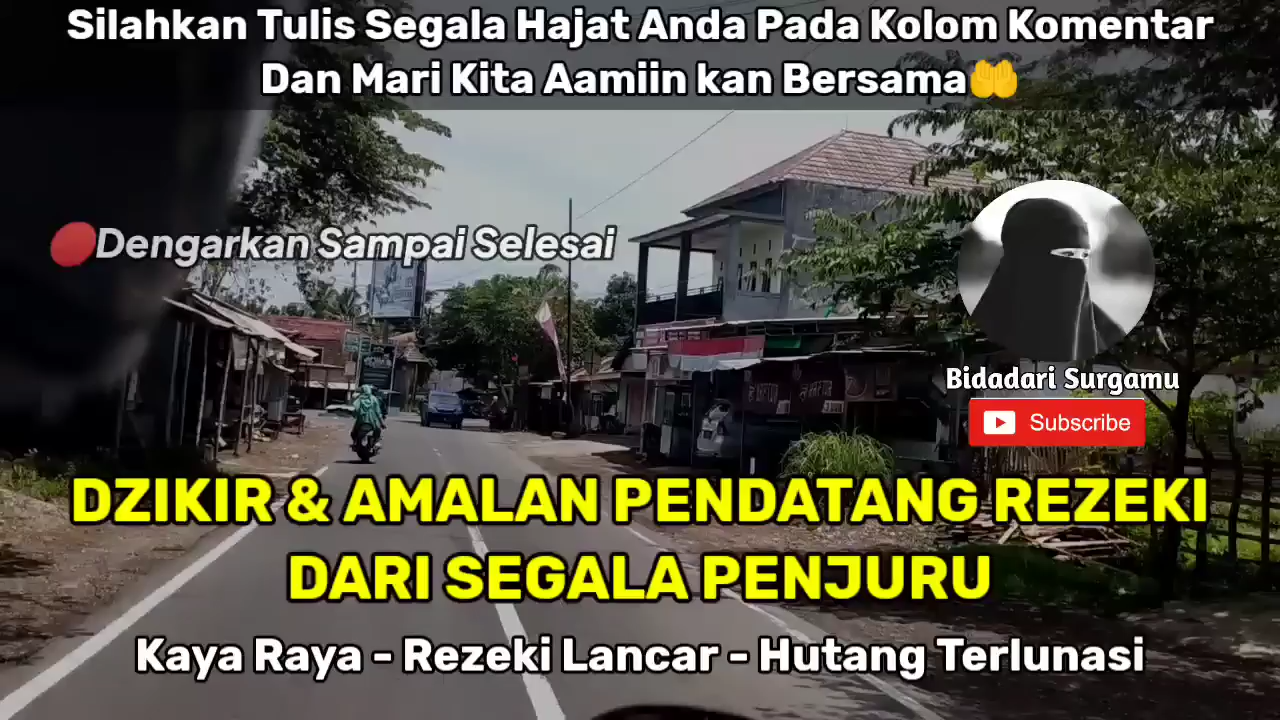 Silahkan Tulis Segala Hajat Anda Pada Kolom Komentar
Dan Mari Kita Aamiin kan Bersama🤲
Dengarkan Sampai Selesai
Bidadari Surgamu
Subscribe
DZIKIR & AMALAN PENDATANG REZEKI
DARI SEGALA PENJURU
Kaya Raya - Rezeki Lancar - Hutang Terlunasi